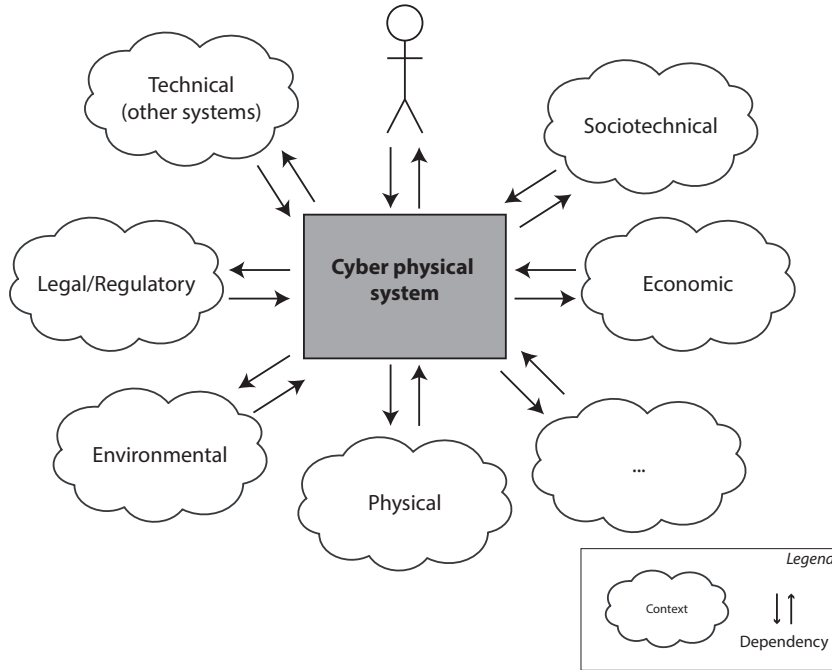 Technical
(other systems)
Sociotechnical
Cyber physical
system
Legal/Regulatory
Economic
Environmental
Physical
...
Legend
Context
Dependency